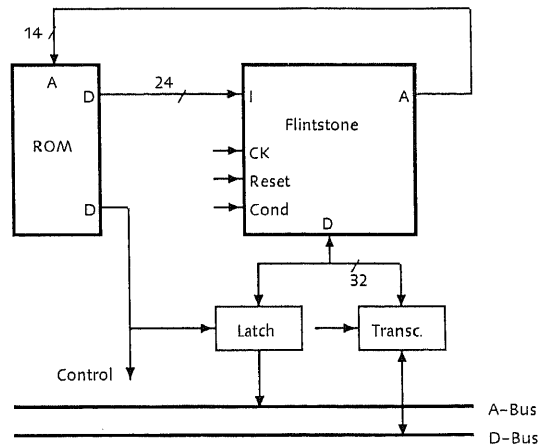 14
A
D
24
I
A
ROM
Flintstone
CK
Reset
D
Cond
D
32
Latch
Transc.
Control
A-Bus
D-Bus